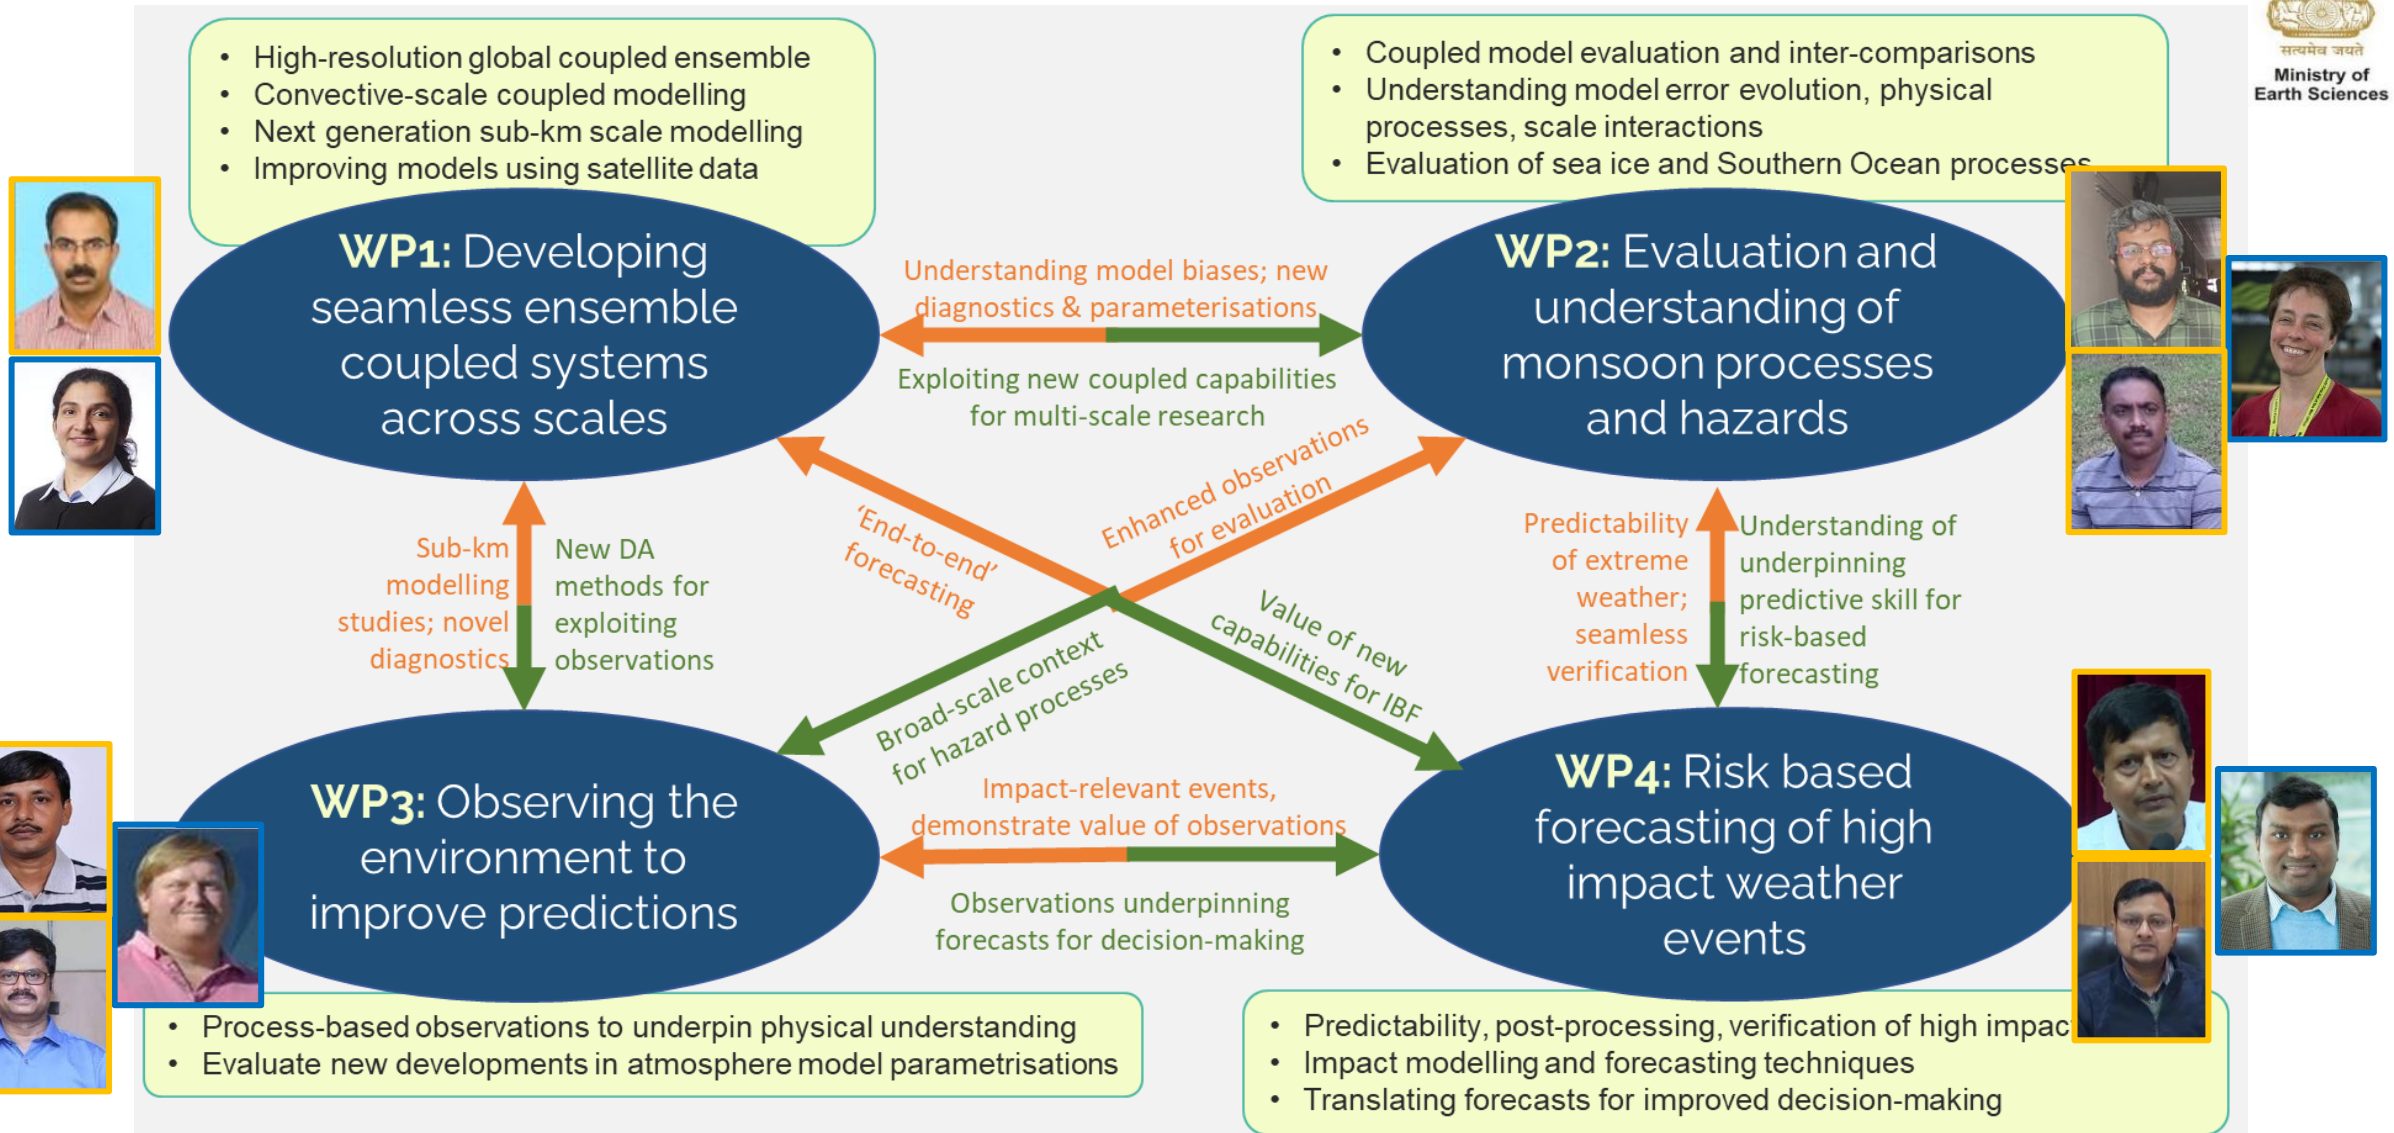 • High-resolution global coupled ensemble
• Convective-scale coupled modelling
• Next generation sub-km scale modelling
• Improving models using satellite data
• Coupled model evaluation and inter-comparisons
• Understanding model error evolution, physical
processes, scale interactions
• Evaluation of sea ice and Southern Ocean processes
सत्यमेव जयते
Ministry of
Earth Sciences
WP1: Developing
seamless ensemble
coupled systems
across scales
Understanding model biases; new
diagnostics & parameterisations
Exploiting new coupled capabilities
for multi-scale research
WP2: Evaluation and
understanding of
monsoon processes
and hazards
Sub-km
modelling
studies; novel
diagnostics
New DA
methods for
exploiting
observations
‘End-to-end’
forecasting
Enhanced observations
for evaluation
Broad-scale context
for hazard processes
Value of new
capabilities for IBF
Predictability
of extreme
weather;
seamless
verification
Understanding of
underpinning
predictive skill for
risk-based
forecasting
WP3: Observing the
environment to
improve predictions
Impact-relevant events,
demonstrate value of observations
Observations underpinning
forecasts for decision-making
WP4: Risk based
forecasting of high
impact weather
events
• Process-based observations to underpin physical understanding
• Evaluate new developments in atmosphere model parametrisations
• Predictability, post-processing, verification of high impac
• Impact modelling and forecasting techniques
• Translating forecasts for improved decision-making